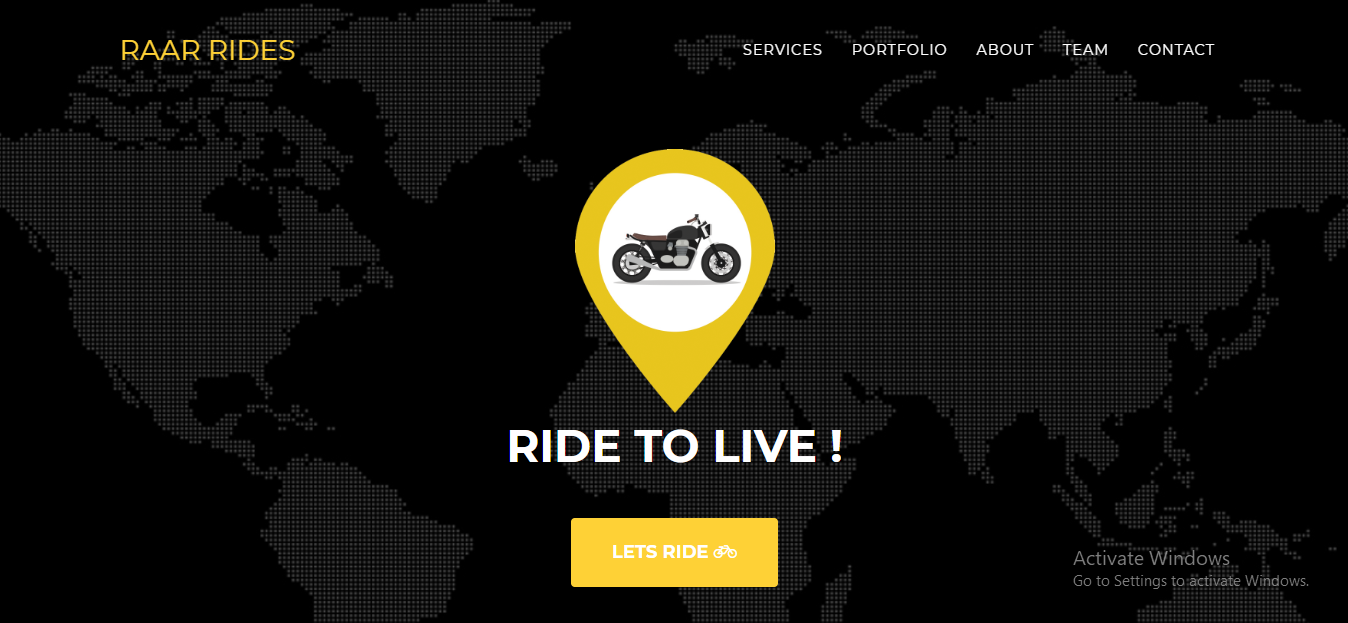 RAAR RIDES
SERVICES PORTFOLIO ABOUT TEAM CONTACT
RIDE TO LIVE !
LETS RIDE
Activate Windows
Go to Settings to activate Windows.